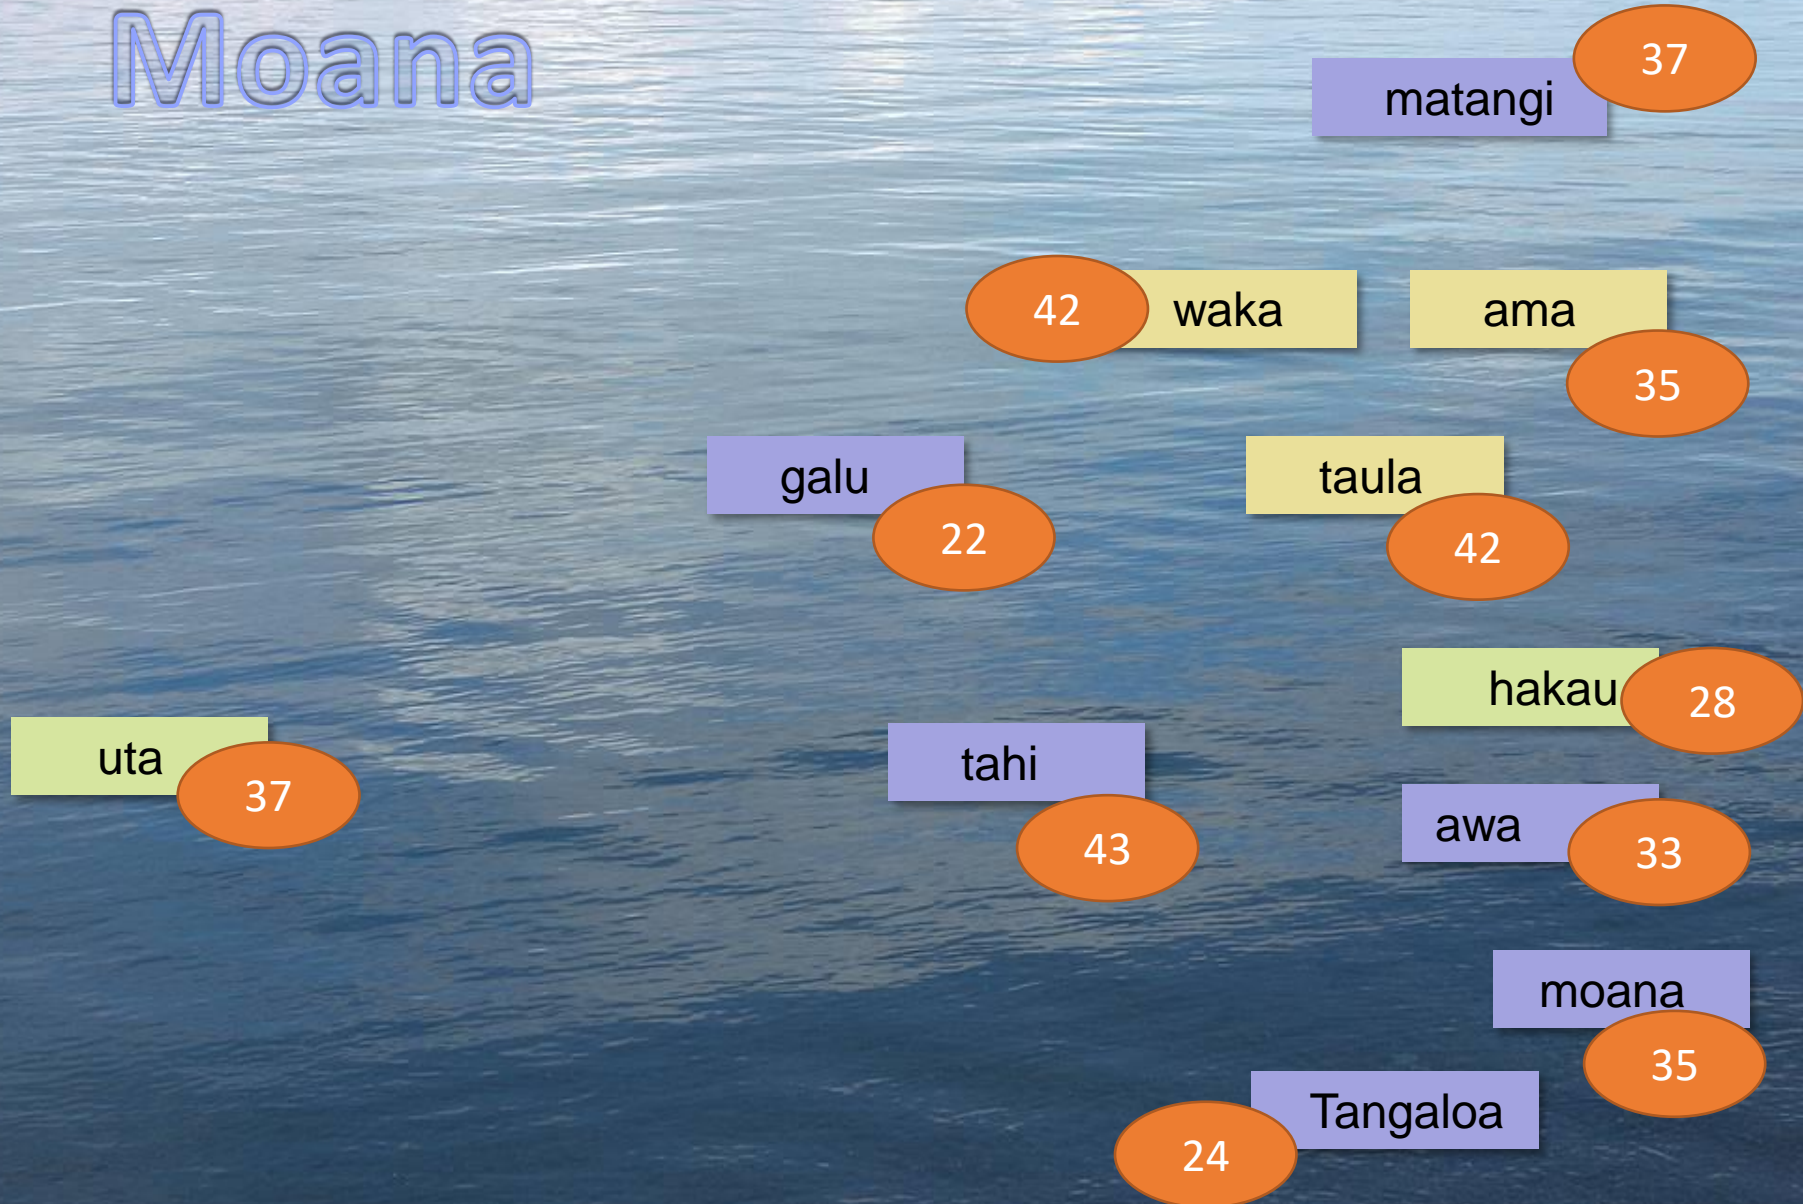 Moana
37
matangi
42
waka
ama
35
galu
22
taula
42
hakau
28
uta
37
tahi
43
awa
33
moana
35
Tangaloa
24